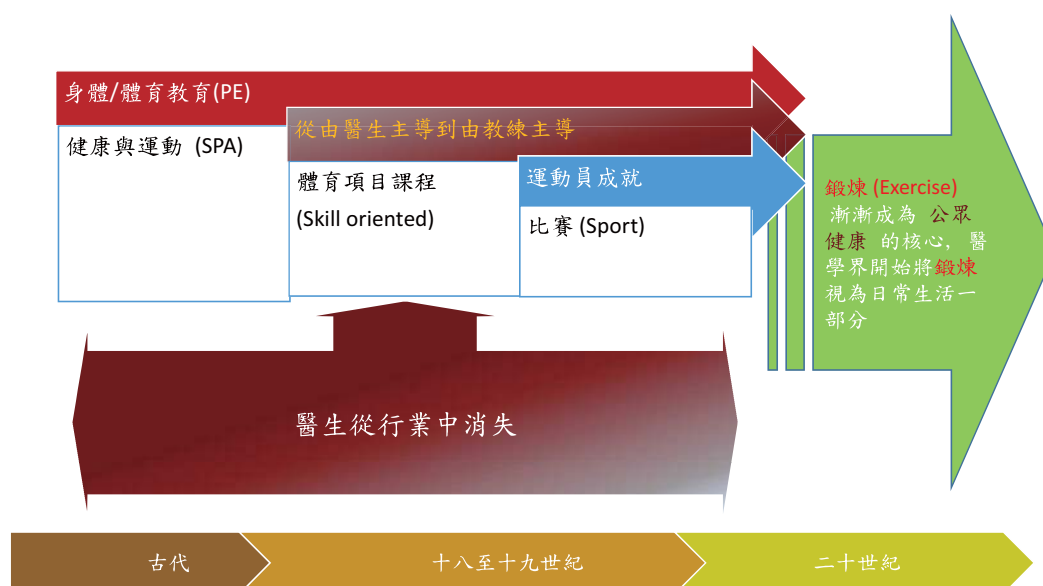 身體/體育教育(PE)
健康與運動 (SPA)
從由醫生主導到由教練主導
體育項目課程
(Skill oriented)
運動員成就
比賽 (Sport)
鍛煉 (Exercise)
漸漸成為 公眾
健康 的核心, 醫
學界開始將鍛煉
視為日常生活一
部分
醫生從行業中消失
古代
十八至十九世紀
二十世紀